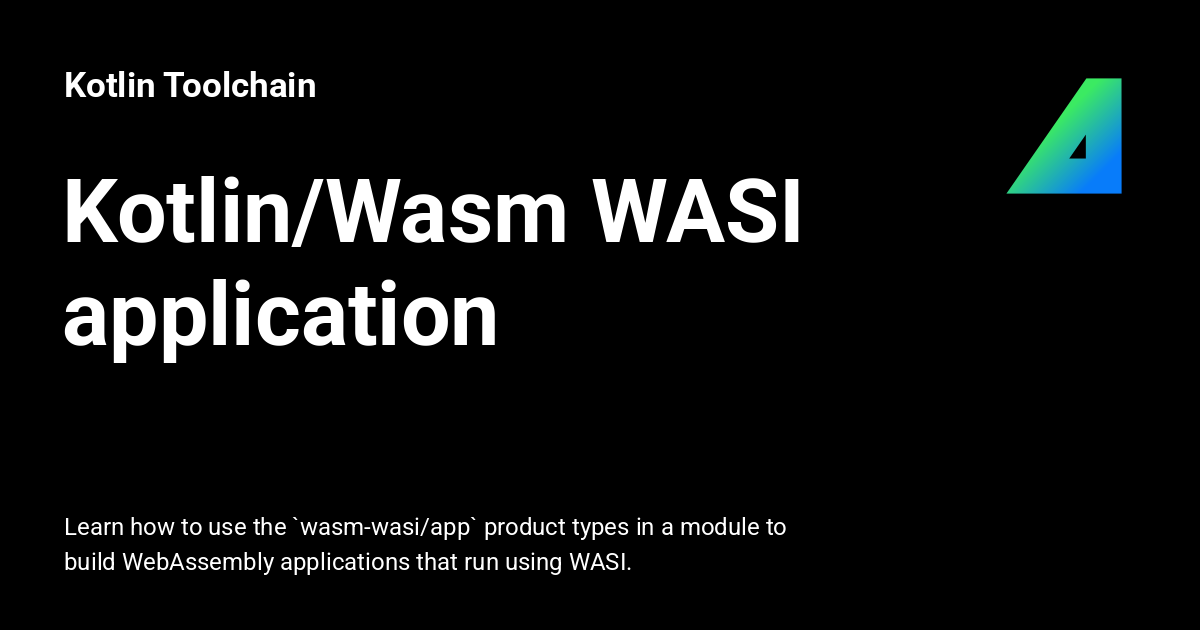 Kotlin Toolchain
Kotlin/Wasm WASI
application
Learn how to use the `wasm-wasi/app` product types in a module to
build WebAssembly applications that run using WASI.